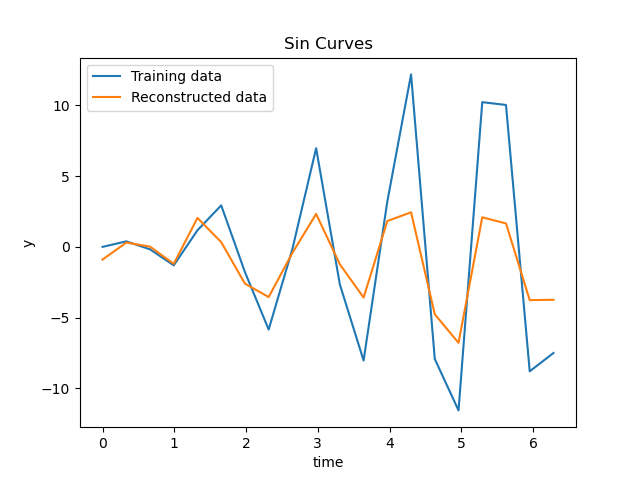 Sin Curves
Training data
Reconstructed data
10
5
0
−5
−10
y
0 1 2 3 4 5 6
time